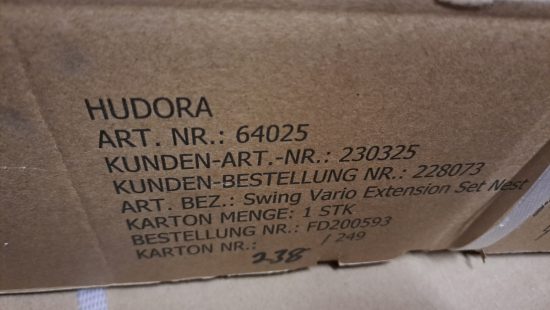 HUDORA
ART. NR.: 64025
KUNDEN-ART.-NR.: 230325
KUNDEN-BESTELLUNG NR.: 228073
ART. BEZ.: Swing Vario Extension Set Nest
KARTON MENGE: 1 STK
BESTELLUNG NR.: FD200593
KARTON NR.: 238 / 249